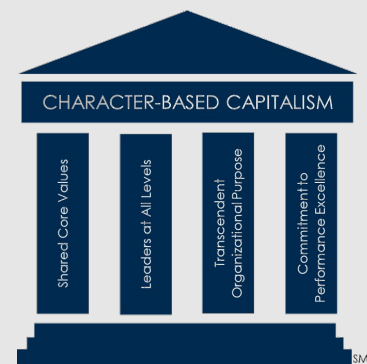 CHARACTER-BASED CAPITALISM
Shared Core Values
Leaders at All Levels
Transcendent
Organizational Purpose
Commitment to
Performance Excellence
SM